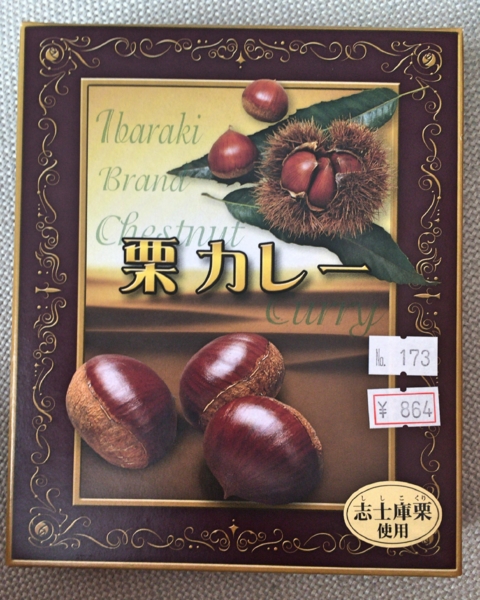 Ibaraki
Brand
Chestnut
栗カレー
Curry
No. 173
¥ 864
ししこくり
志士庫栗
使用